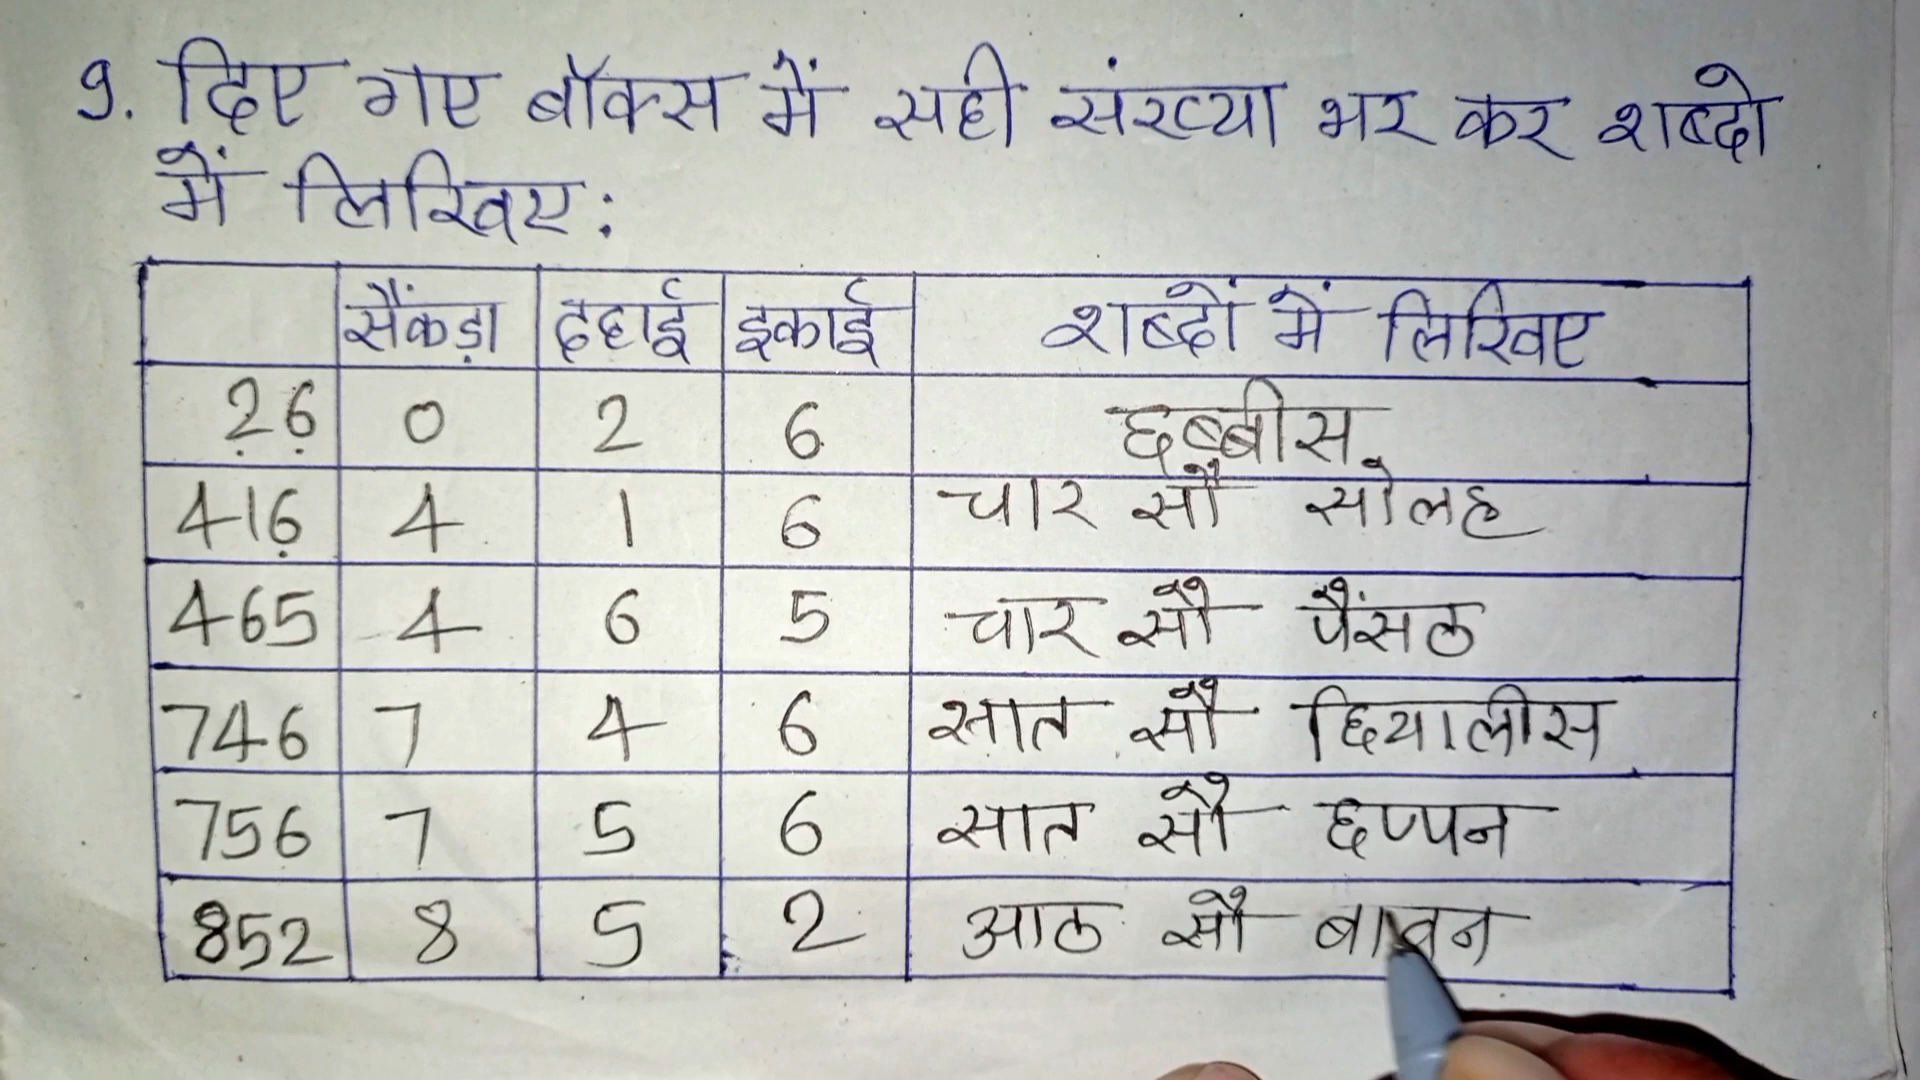 9. दिए गए बॉक्स में सही संख्या भर कर शब्दो
में लिखिए:
सैंकड़ा दहाई इकाई शब्दों में लिखिए
26 0 2 6 छब्बीस
416 4 1 6 चार सौ सोलह
465 4 6 5 चार सौ पैंसठ
746 7 4 6 सात सौ छियालीस
756 7 5 6 सात सौ छप्पन
852 8 5 2 आठ सौ बावन